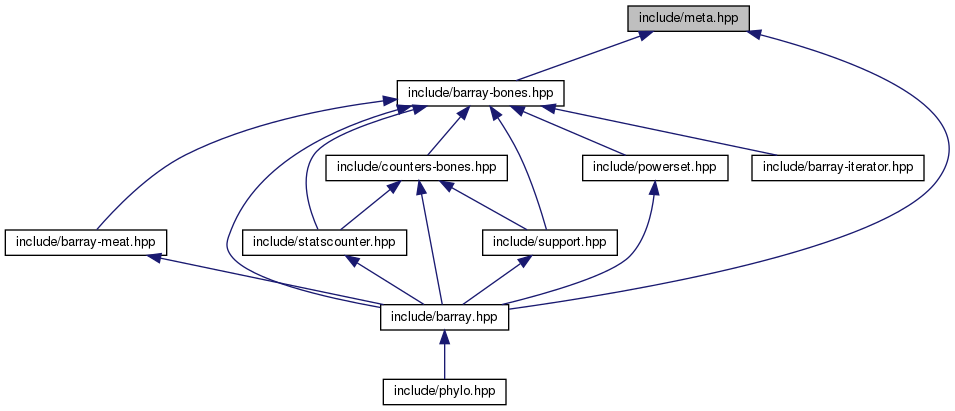 include/meta.hpp
include/barray-bones.hpp
include/counters-bones.hpp
include/powerset.hpp
include/barray-iterator.hpp
include/barray-meat.hpp
include/statscounter.hpp
include/support.hpp
include/barray.hpp
include/phylo.hpp